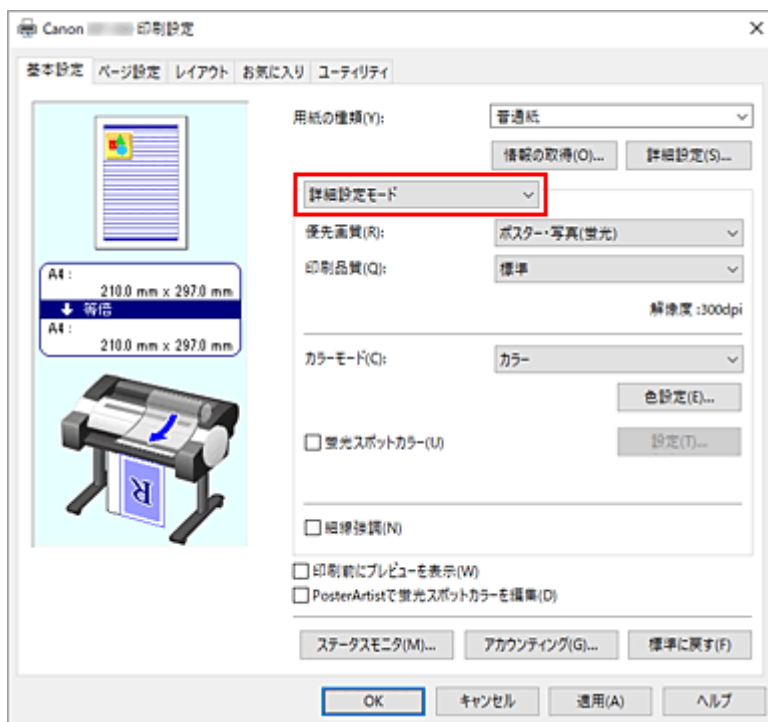 Canon 印刷設定
基本設定 ページ設定 レイアウト お気に入り ユーティリティ
用紙の種類(Y): 普通紙
情報の取得(O)... 詳細設定(S)...
詳細設定モード
優先画質(R): ポスター・写真(蛍光)
印刷品質(Q): 標準
解像度 :300dpi
A4 :
210.0 mm x 297.0 mm
等倍
A4 :
210.0 mm x 297.0 mm
カラーモード(C): カラー
色設定(E)...
蛍光スポットカラー(U) 設定(T)...
R
細線強調(N)
印刷前にプレビューを表示(W)
PosterArtistで蛍光スポットカラーを編集(D)
ステータスモニタ(M)... アカウンティング(G)... 標準に戻す(F)
OK キャンセル 適用(A) ヘルプ